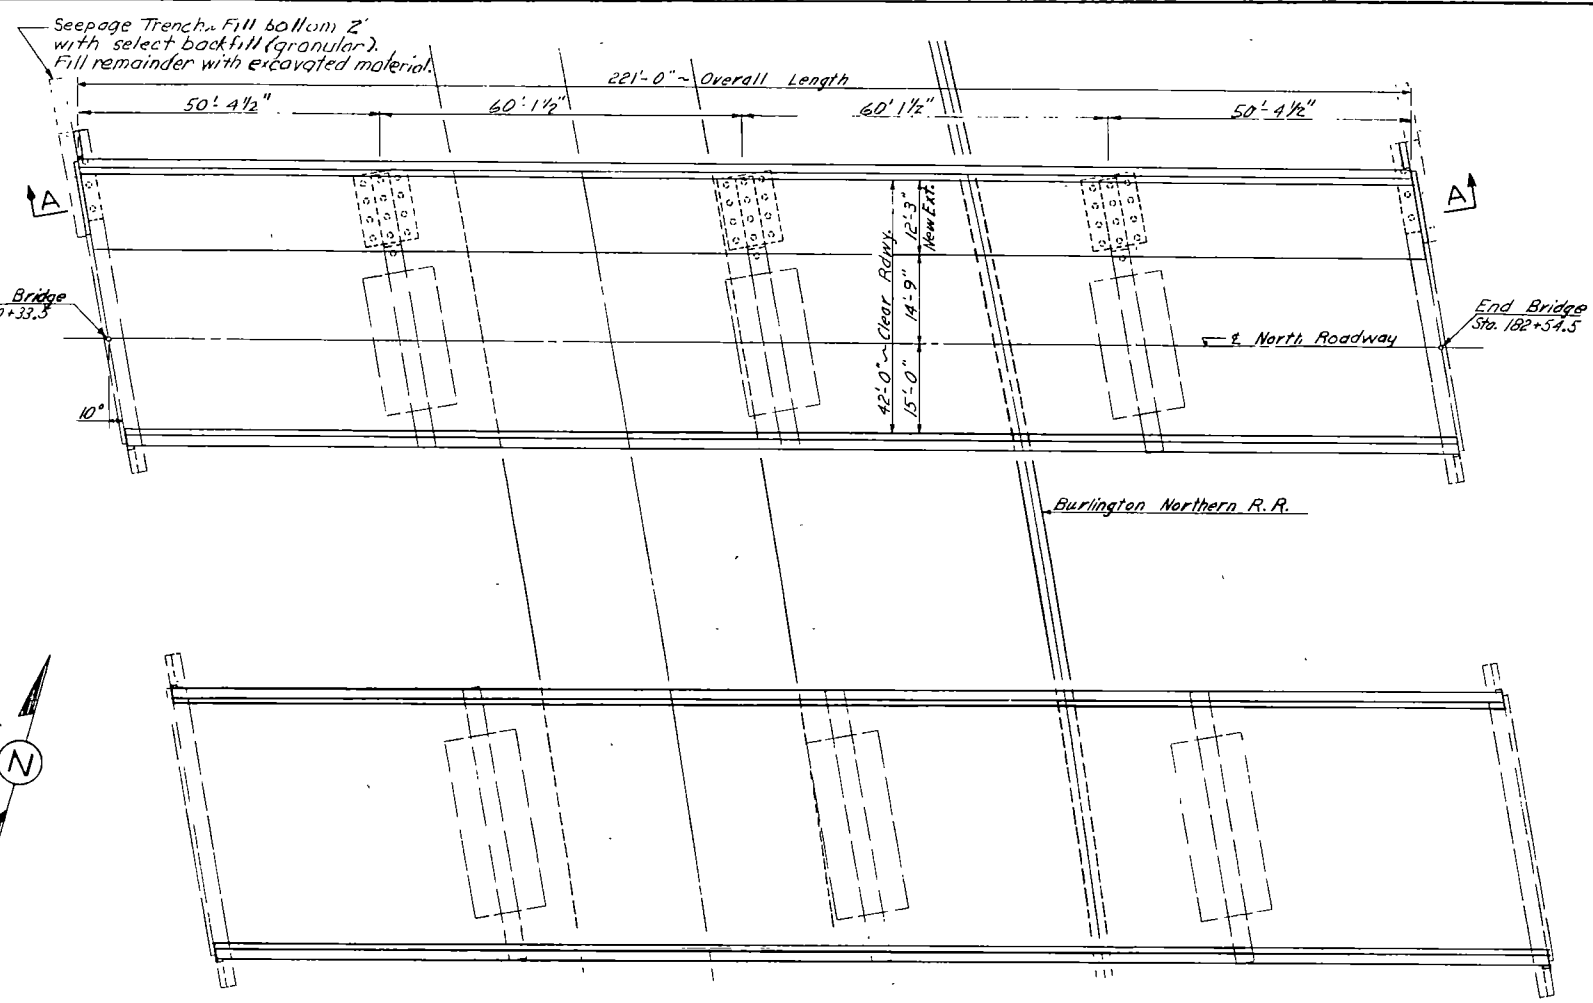 Seepage Trench~ Fill bottom 2'
with select backfill (granular).
Fill remainder with excavated material.
221'-0" ~ Overall Length
50'-4½"
60'-1½"
60'1½"
50'-4½"
A
A
42'-0" ~ Clear Rdwy.
12'-3"
New Ext.
14'-9"
15'-0"
Bridge
+33.5
End Bridge
Sta. 182+54.5
℄ North Roadway
10°
Burlington Northern R.R.
N